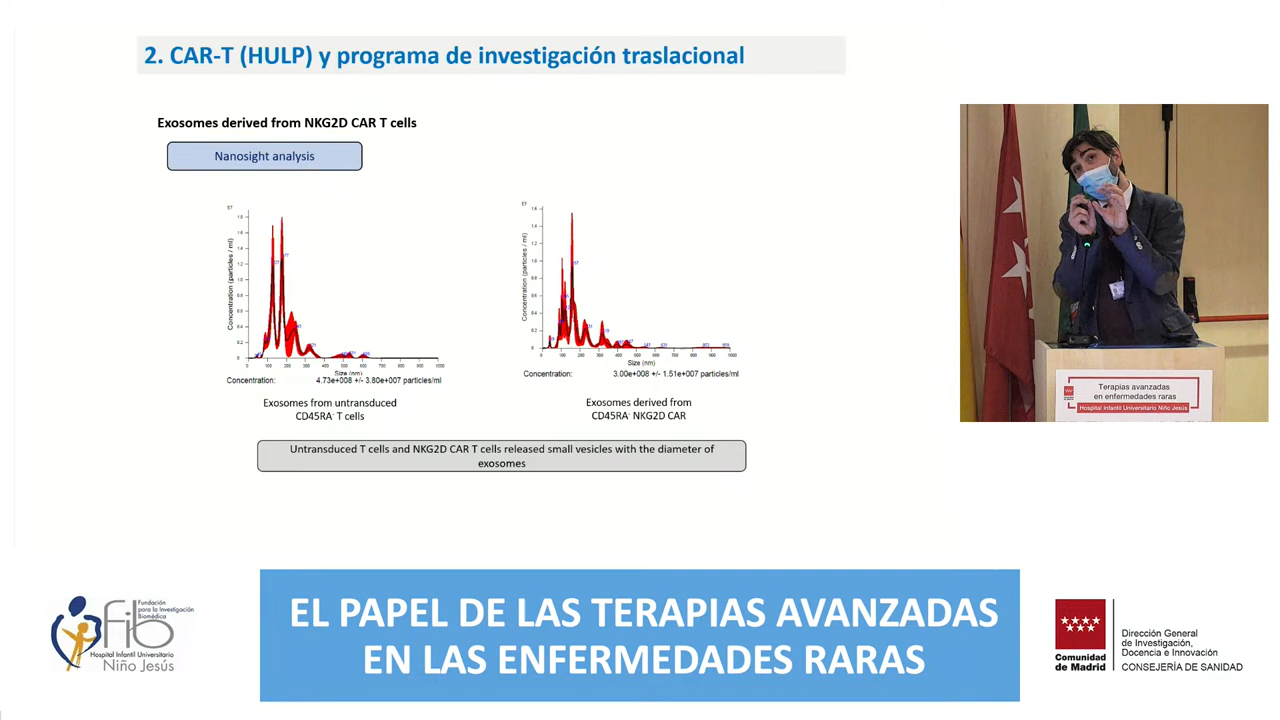 2. CAR-T (HULP) y programa de investigación traslacional
Exosomes derived from NKG2D CAR T cells
Nanosight analysis
E7
Concentration (particles / ml)
Size (nm)
Concentration:
4.73e+008 +/- 3.80e+007 particles/ml
Exosomes from untransduced
CD45RA⁻ T cells
E7
Concentration (particles / ml)
Size (nm)
Concentration:
3.00e+008 +/- 1.51e+007 particles/ml
Exosomes derived from
CD45RA⁻ NKG2D CAR
Untransduced T cells and NKG2D CAR T cells released small vesicles with the diameter of
exosomes
Terapias avanzadas
en enfermedades raras
Hospital Infantil Universitario Niño Jesús
Fundación
para la Investigación
Biomédica
fib
Hospital Infantil Universitario
Niño Jesús
EL PAPEL DE LAS TERAPIAS AVANZADAS
EN LAS ENFERMEDADES RARAS
Comunidad
de Madrid
Dirección General
de Investigación,
Docencia e Innovación
CONSEJERÍA DE SANIDAD